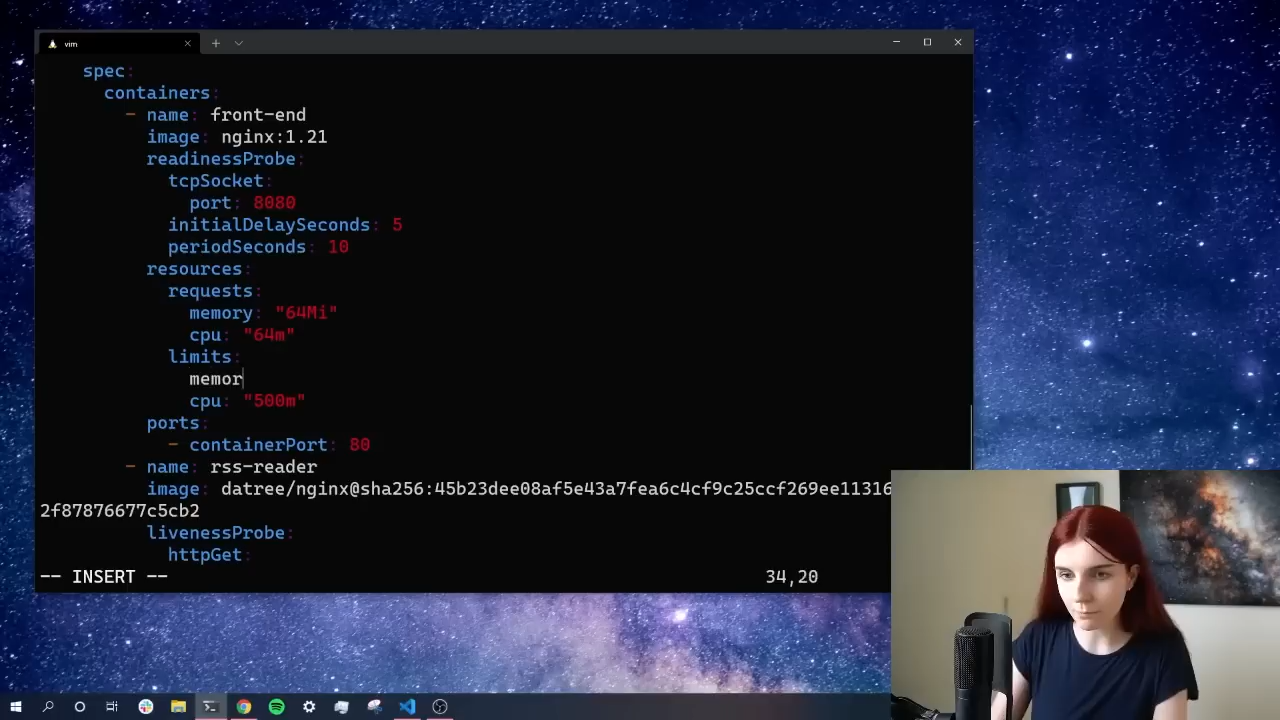 vim
spec:
containers:
- name: front-end
image: nginx:1.21
readinessProbe:
tcpSocket:
port: 8080
initialDelaySeconds: 5
periodSeconds: 10
resources:
requests:
memory: "64Mi"
cpu: "64m"
limits:
memor
cpu: "500m"
ports:
- containerPort: 80
- name: rss-reader
image: datree/nginx@sha256:45b23dee08af5e43a7fea6c4cf9c25ccf269ee11316
2f87876677c5cb2
livenessProbe:
httpGet:
-- INSERT -- 34,20